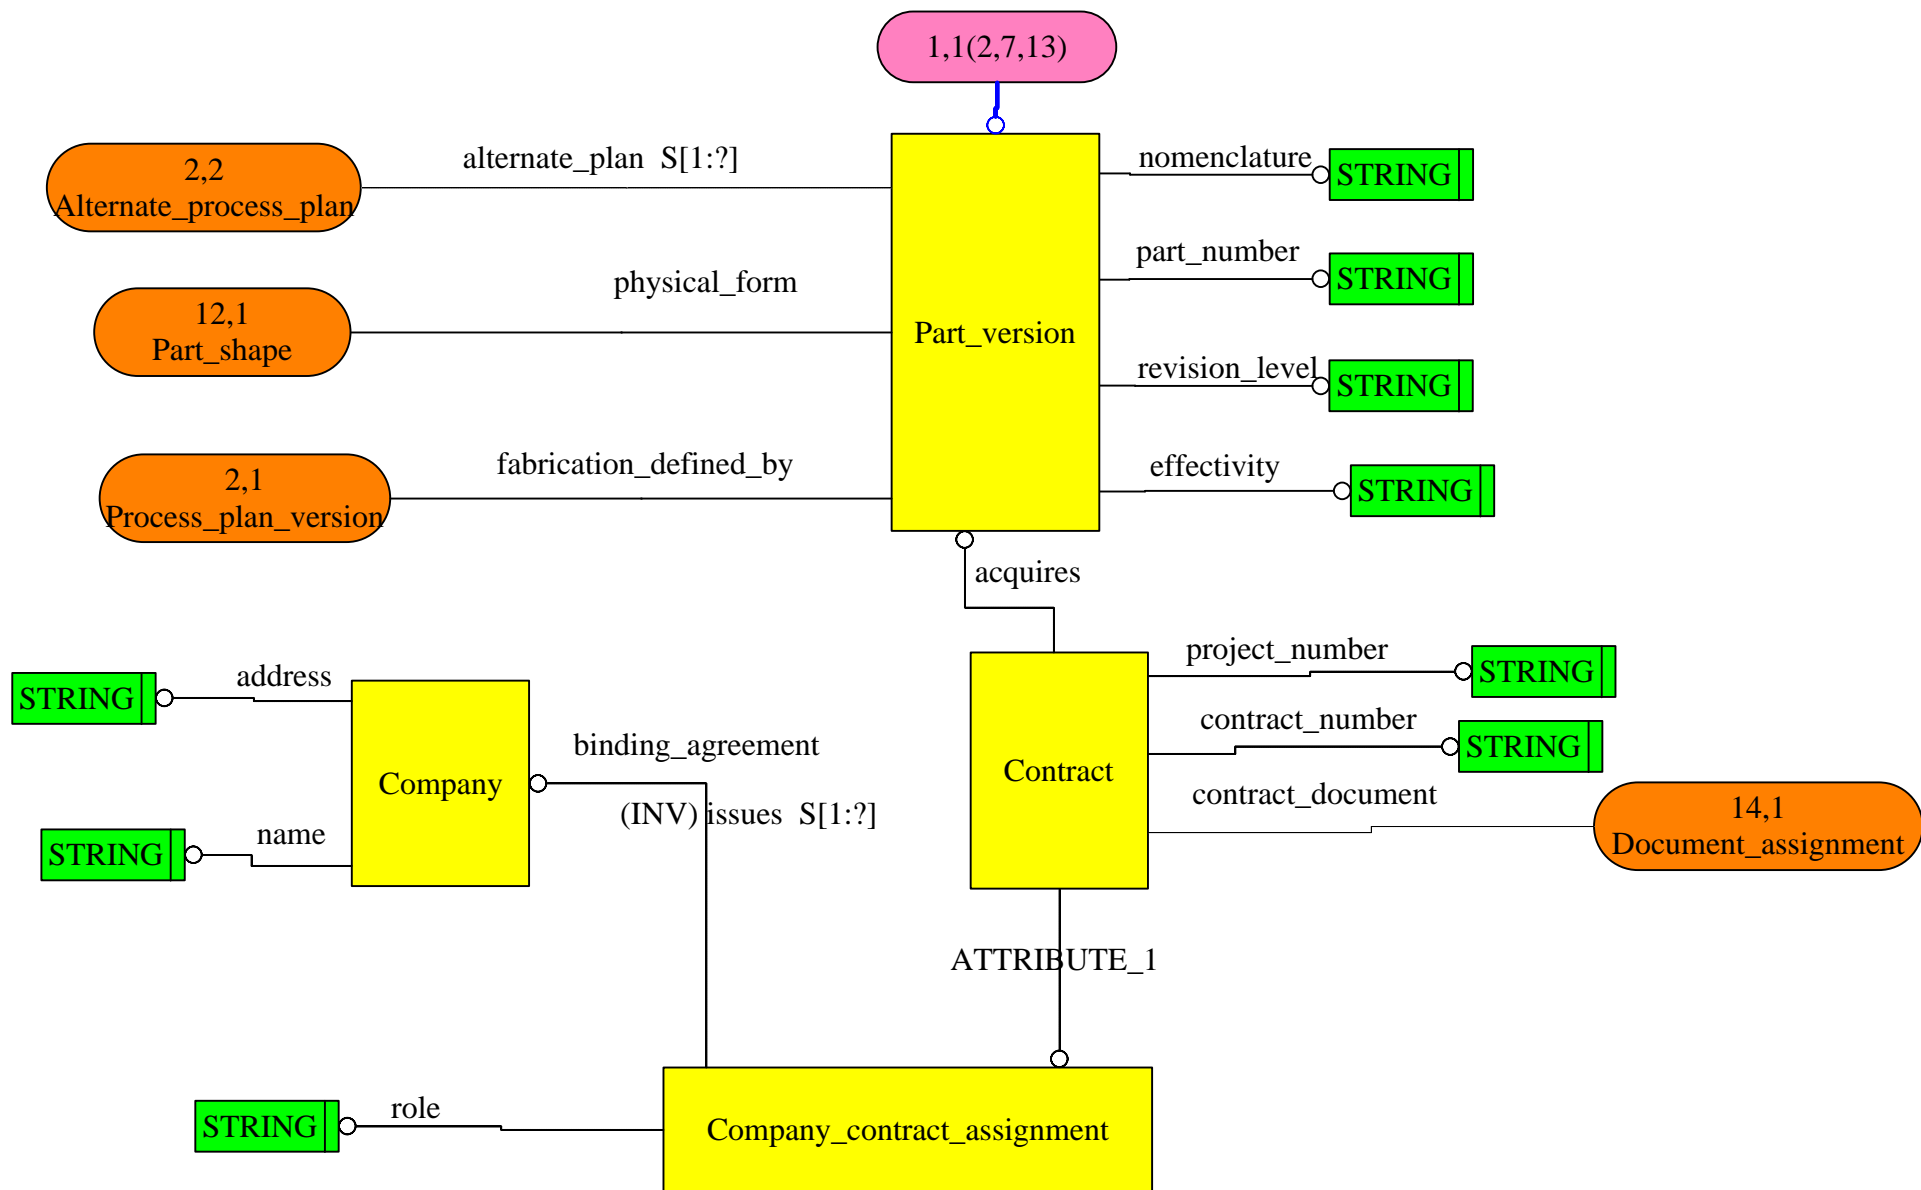 1,1(2,7,13)
2,2
Alternate_process_plan
alternate_plan  S[1:?]
nomenclature
STRING
part_number
STRING
12,1
Part_shape
physical_form
Part_version
revision_level
STRING
2,1
Process_plan_version
fabrication_defined_by
effectivity
STRING
acquires
STRING
address
project_number
STRING
contract_number
STRING
binding_agreement
Company
Contract
(INV) issues  S[1:?]
contract_document
14,1
Document_assignment
STRING
name
ATTRIBUTE_1
STRING
role
Company_contract_assignment